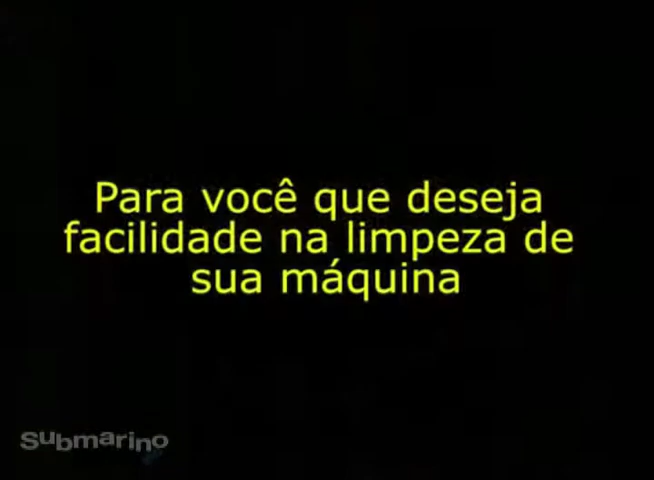 Para você que deseja
facilidade na limpeza de
sua máquina
Submarino